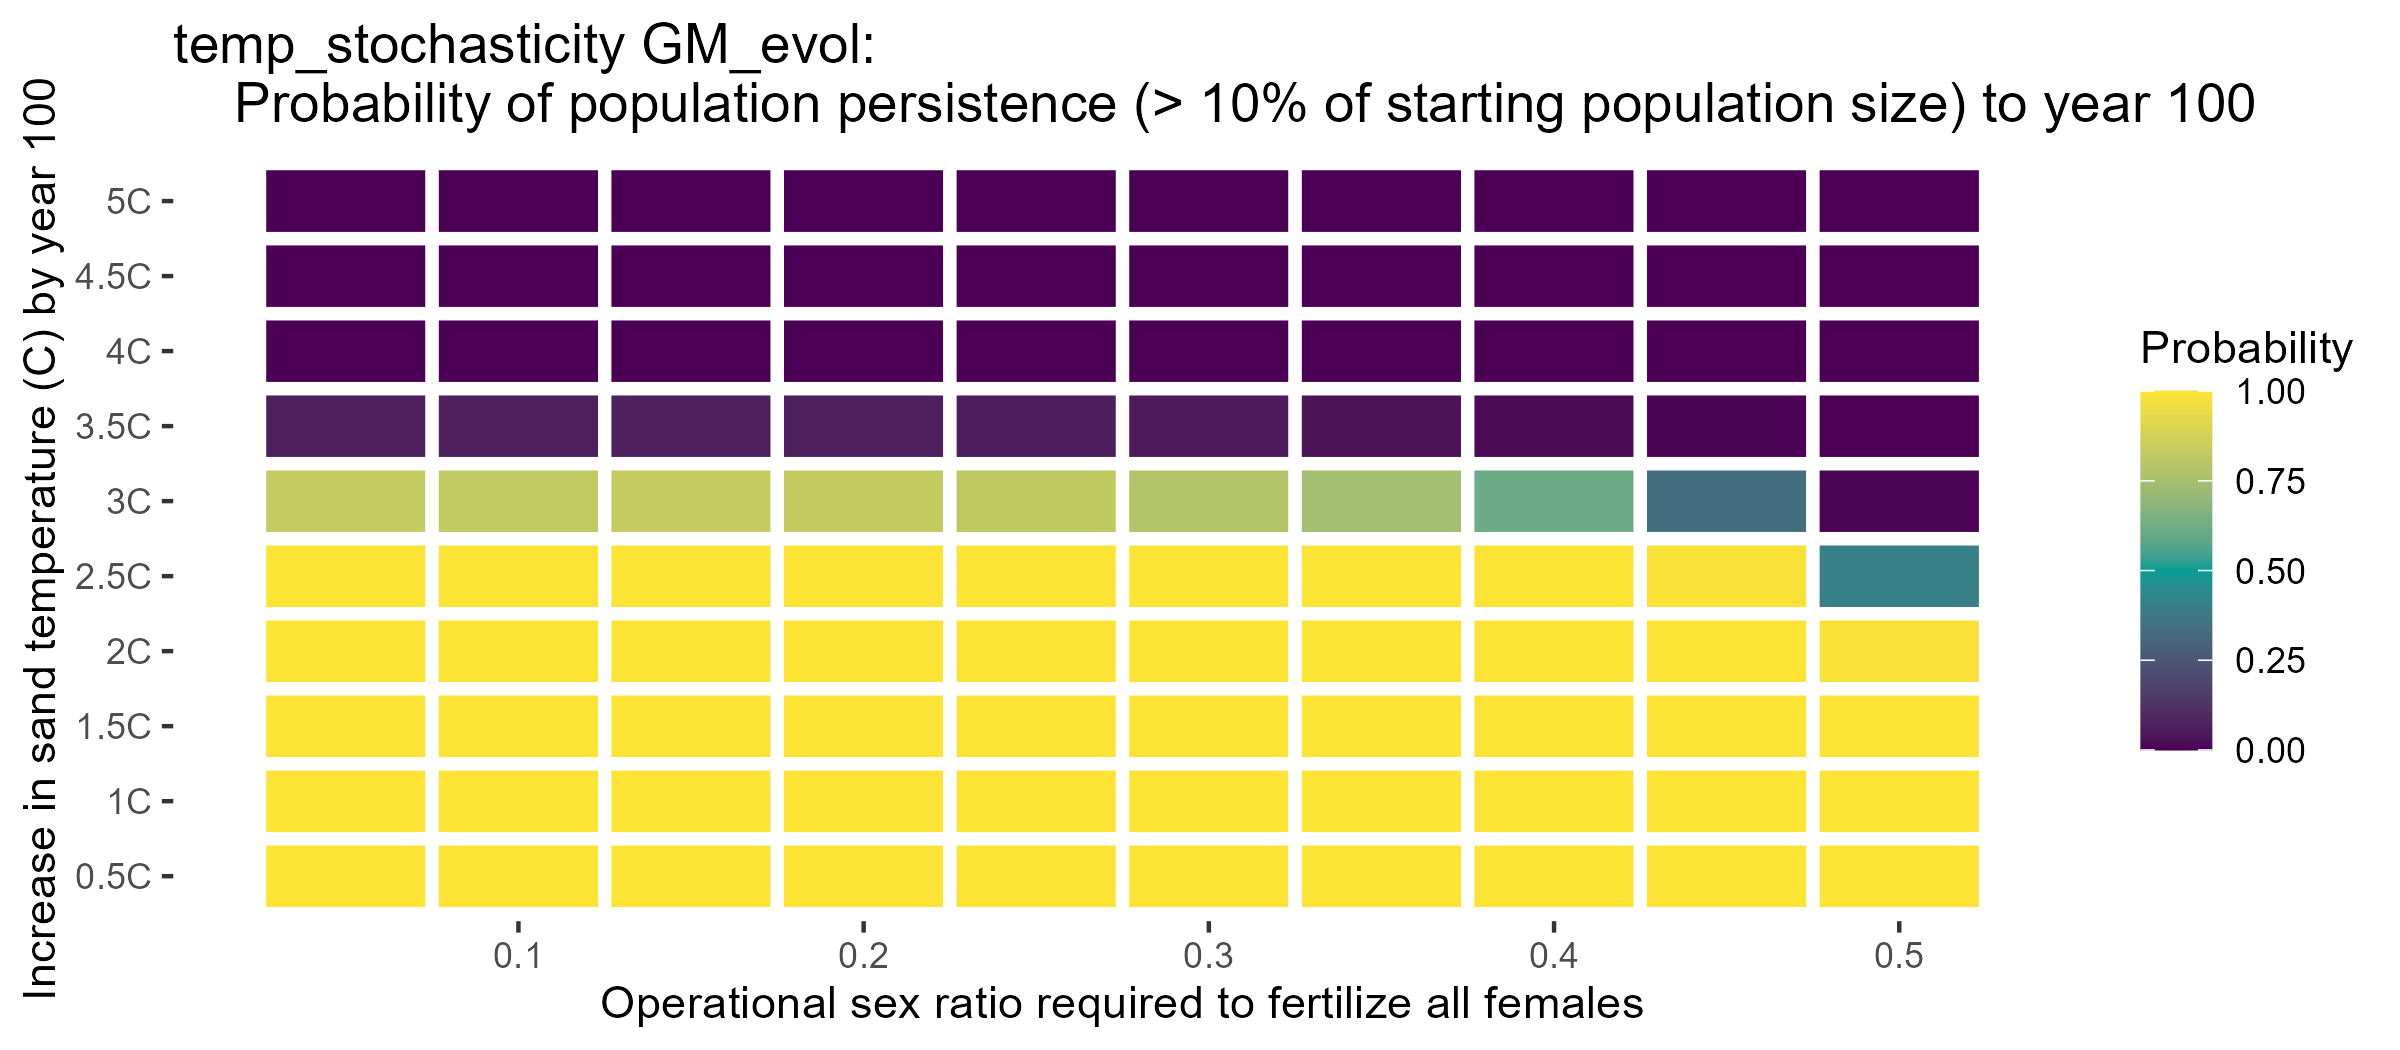 temp_stochasticity GM_evol:
Probability of population persistence (> 10% of starting population size) to year 100
Increase in sand temperature (C) by year 100
5C
4.5C
4C
3.5C
3C
2.5C
2C
1.5C
1C
0.5C
0.1
0.2
0.3
0.4
0.5
Operational sex ratio required to fertilize all females
Probability
1.00
0.75
0.50
0.25
0.00